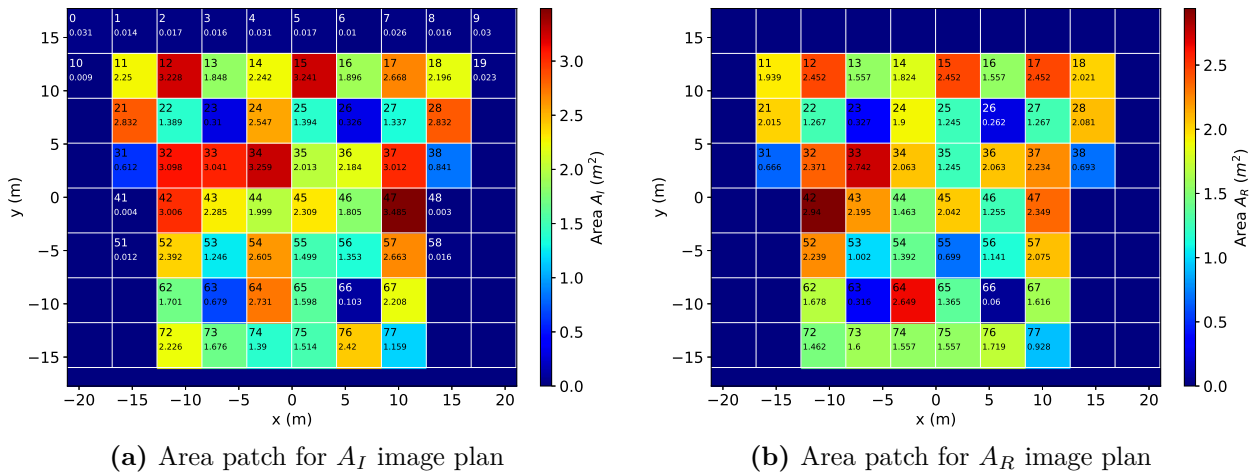 0 1 2 3 4 5 6 7 8 9
0.031 0.014 0.017 0.016 0.031 0.017 0.01 0.026 0.016 0.03
10 11 12 13 14 15 16 17 18 19
0.009 2.25 3.228 1.848 2.242 3.241 1.896 2.668 2.196 0.023
21 22 23 24 25 26 27 28
2.832 1.389 2.547 1.394 1.337 2.832
31 32 33 34 35 36 37 38
0.612 3.098 3.041 3.259 2.013 2.184 3.012 0.841
41 42 43 44 45 46 47 48
0.004 3.006 2.285 1.999 2.309 1.805 3.485 0.003
51 52 53 54 55 56 57 58
0.012 2.392 1.246 2.605 1.499 1.353 2.663 0.016
62 63 64 65 66 67
1.701 0.679 2.731 1.598 0.103 2.208
72 73 74 75 76 77
2.226 1.676 1.39 1.514 2.42 1.159
15
10
5
0
−5
−10
−15
y (m)
−20 −15 −10 −5 0 5 10 15 20
x (m)
3.0
2.5
2.0
1.5
1.0
0.5
0.0
Area A_I (m²)
(a) Area patch for A_I image plan
11 12 13 14 15 16 17 18
1.939 2.452 1.557 1.824 2.452 1.557 2.452 2.021
21 22 23 24 25 26 27 28
2.015 1.267 0.327 1.9 1.245 0.262 1.267 2.081
31 32 33 34 35 36 37 38
0.666 2.371 2.742 2.063 1.245 2.063 2.234 0.693
42 43 44 45 46 47
2.94 2.195 1.463 2.042 1.255 2.349
52 53 54 55 56 57
2.239 1.002 1.392 0.699 1.141 2.075
62 63 64 65 66 67
1.678 2.649 1.365 0.06 1.616
72 73 74 75 76 77
1.462 1.6 1.557 1.557 1.719 0.928
15
10
5
0
−5
−10
−15
y (m)
−20 −15 −10 −5 0 5 10 15 20
x (m)
2.5
2.0
1.5
1.0
0.5
0.0
Area A_R (m²)
(b) Area patch for A_R image plan